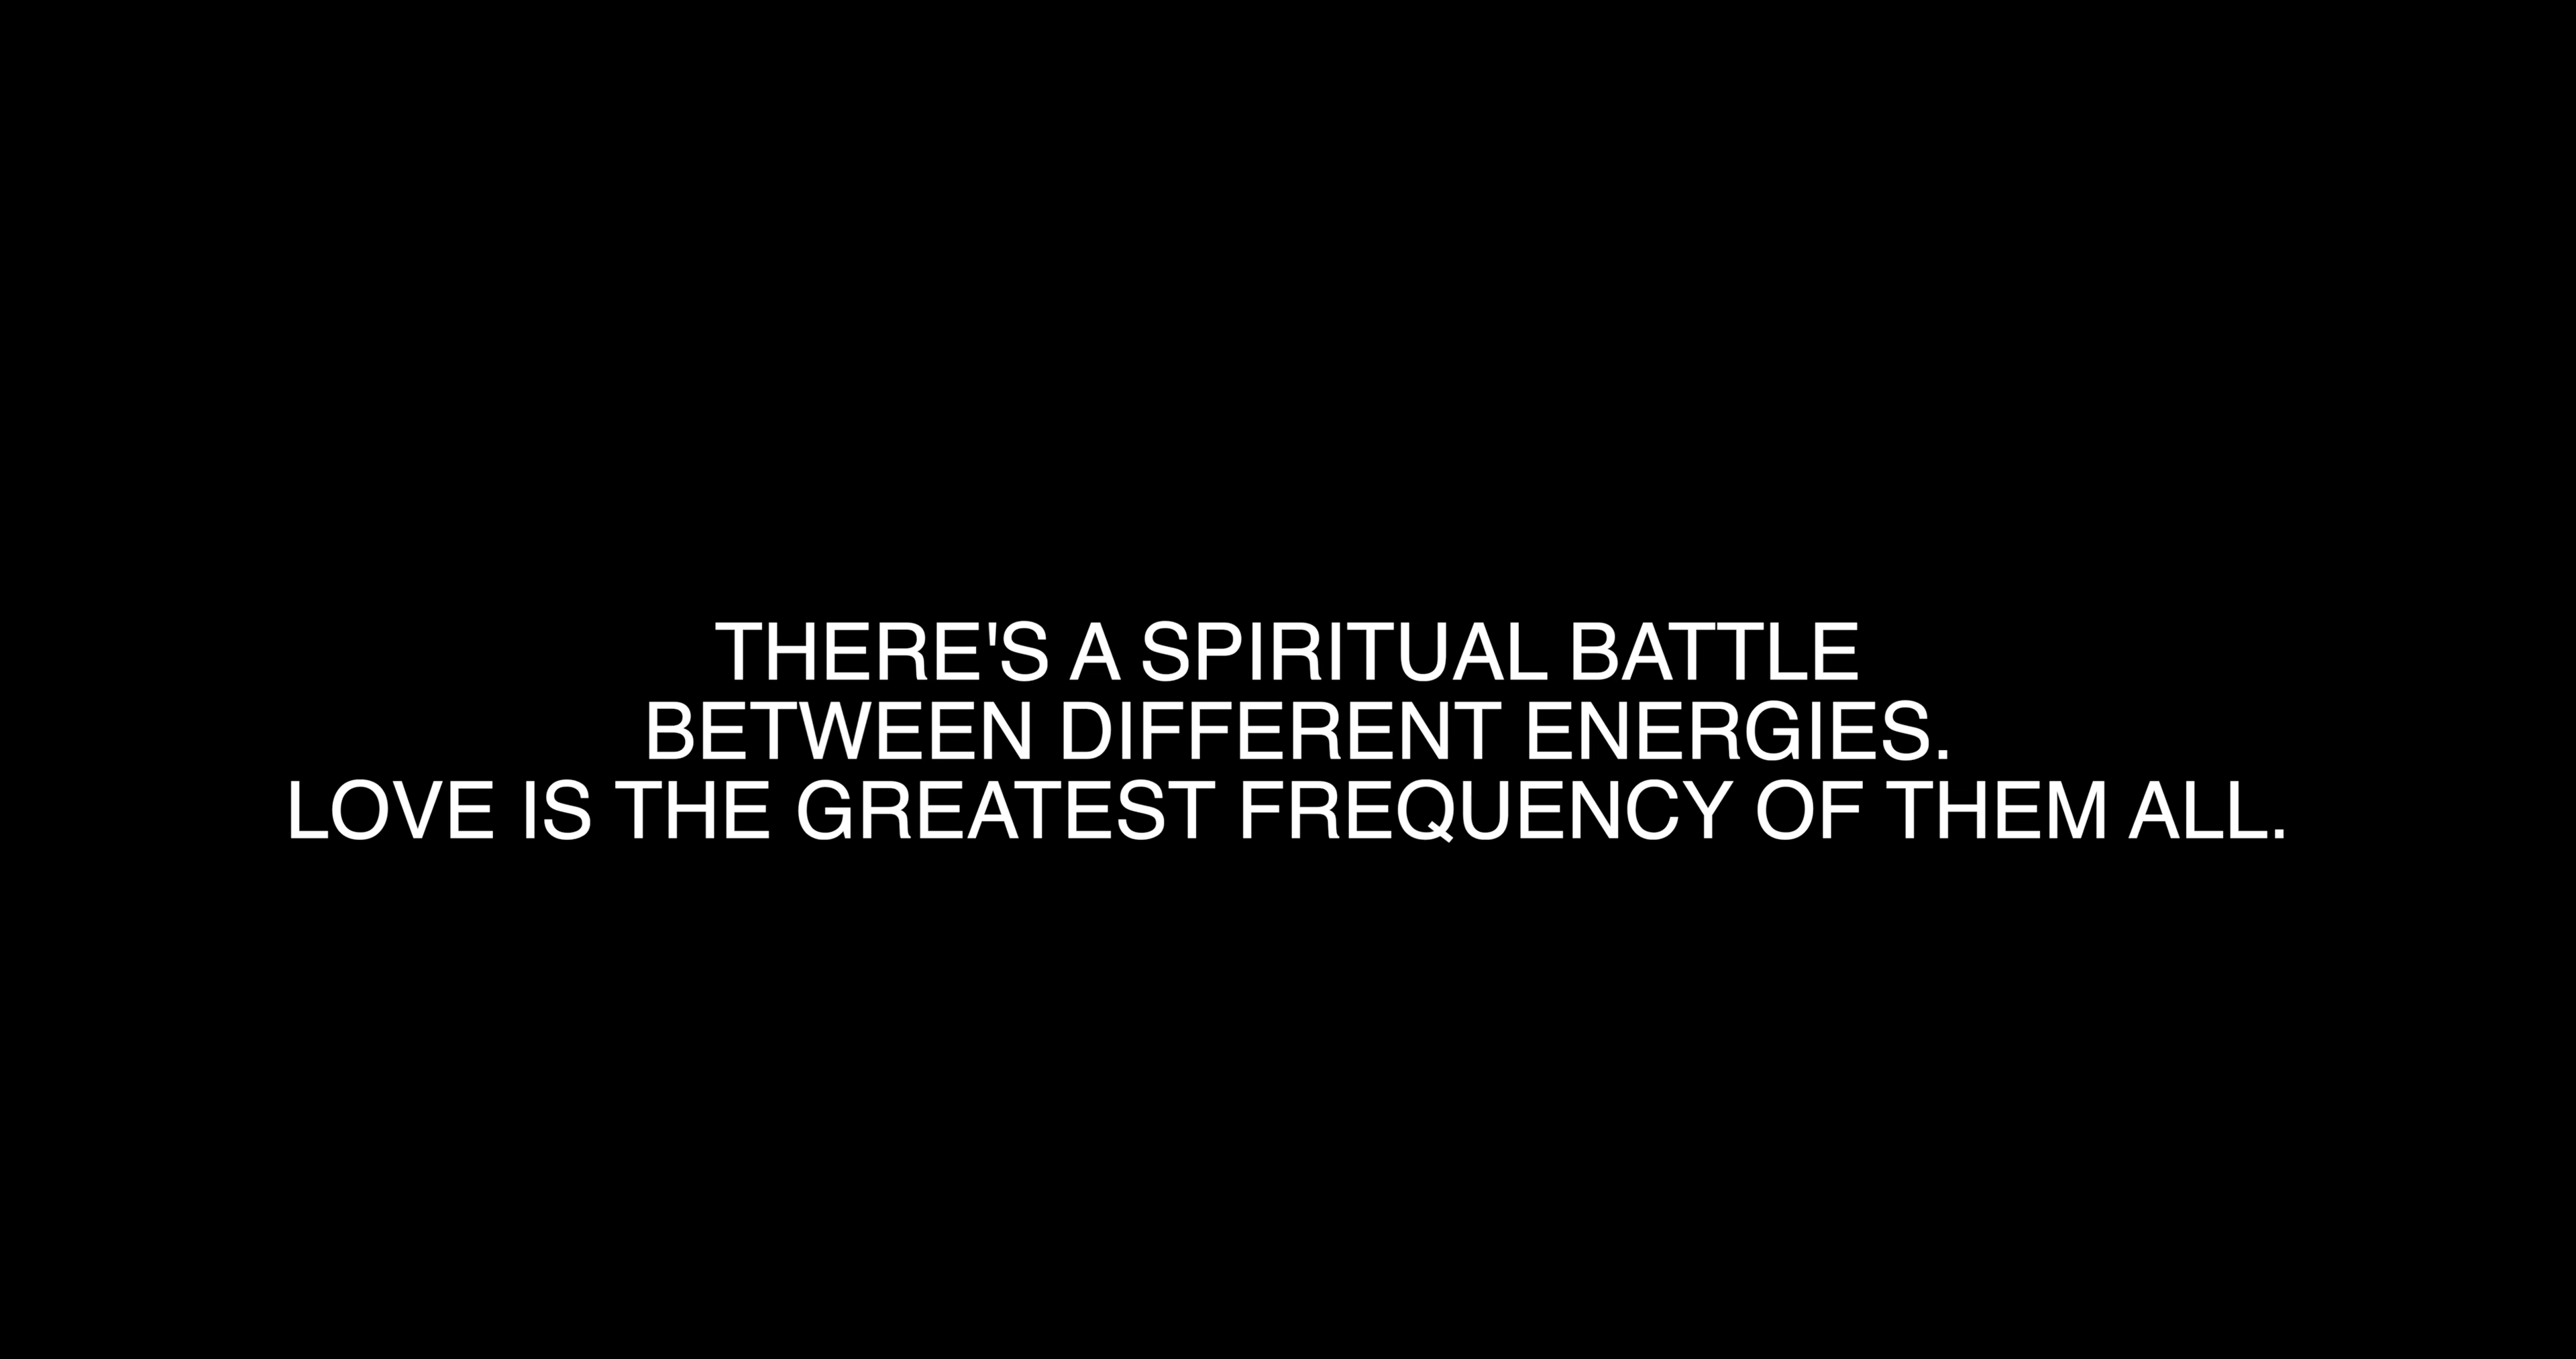 THERE'S A SPIRITUAL BATTLE
BETWEEN DIFFERENT ENERGIES.
LOVE IS THE GREATEST FREQUENCY OF THEM ALL.